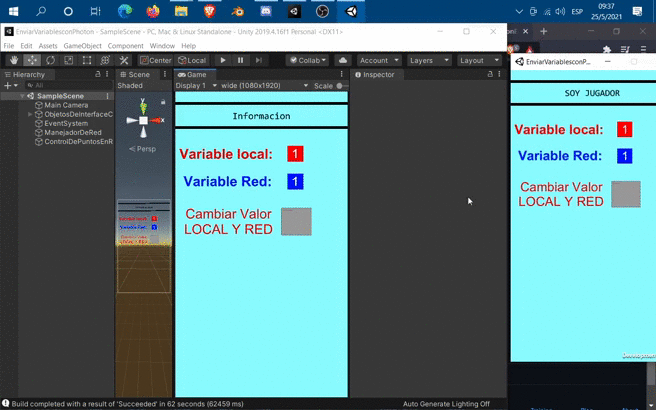 ESP
09:37
25/5/2021
EnviarVariablesconPhoton - SampleScene - PC, Mac & Linux Standalone - Unity 2019.4.16f1 Personal <DX11>
File Edit Assets GameObject Component Window Help
Center Local Collab Account Layers Layout
Hierarchy Scene Game Inspector
All Shaded Display 1 wide (1080x1920) Scale
SampleScene
Main Camera
ObjetosDeInterfaceC
EventSystem
ManejadorDeRed
ControlDePuntosEnR
y
x
Persp
Informacion
Variable local: 1
Variable Red: 1
Cambiar Valor
LOCAL Y RED
EnviarVariablesconP...
SOY JUGADOR
Variable local: 1
Variable Red: 1
Cambiar Valor
LOCAL Y RED
Development
Build completed with a result of 'Succeeded' in 62 seconds (62459 ms)
Auto Generate Lighting Off